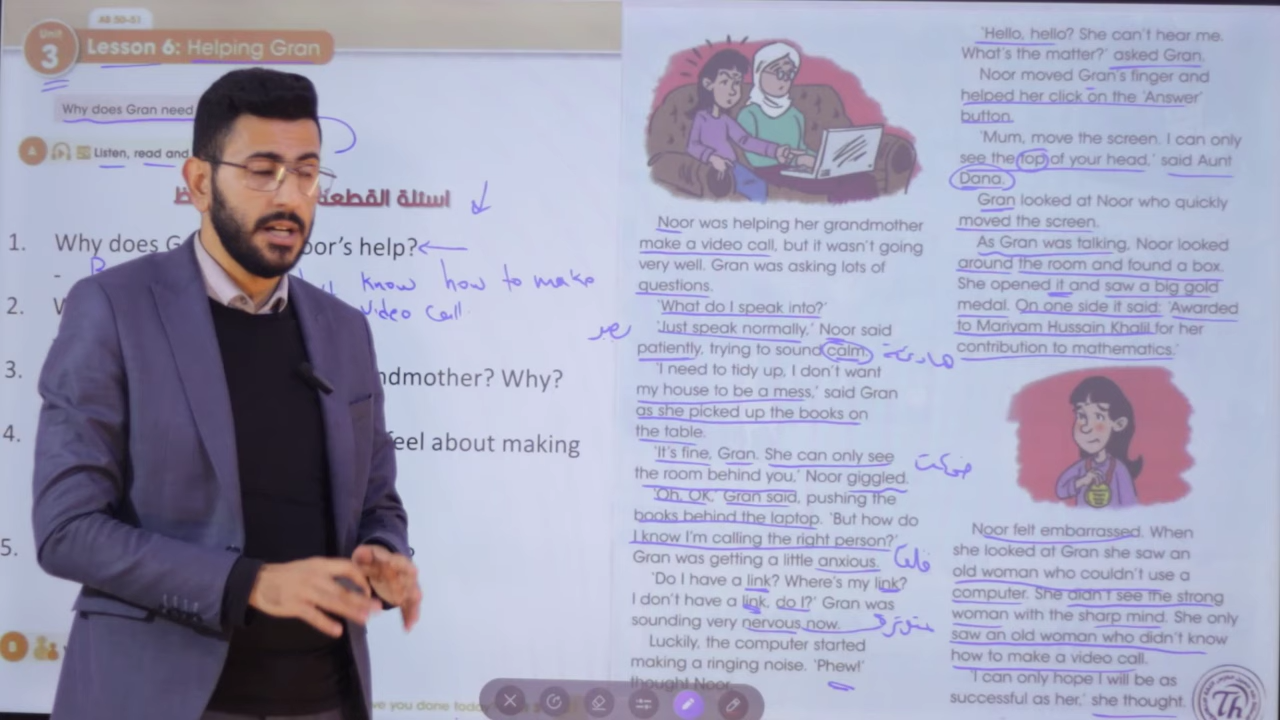 AB 50-51
Unit
3
Lesson 6: Helping Gran
Why does Gran need
Listen, read and
اسئلة القطعة
1. Why does G oor's help?
- know how to make
video call.
2.
3. ndmother? Why?
4. feel about making
5.
ve you done today
Noor was helping her grandmother
make a video call, but it wasn't going
very well. Gran was asking lots of
questions.
'What do I speak into?'
'Just speak normally,' Noor said
patiently, trying to sound calm.
'I need to tidy up, I don't want
my house to be a mess,' said Gran
as she picked up the books on
the table.
'It's fine, Gran. She can only see
the room behind you,' Noor giggled.
'Oh, OK,' Gran said, pushing the
books behind the laptop. 'But how do
I know I'm calling the right person?'
Gran was getting a little anxious.
'Do I have a link? Where's my link?
I don't have a link, do I?' Gran was
sounding very nervous now.
Luckily, the computer started
making a ringing noise. 'Phew!'
thought Noor.
'Hello, hello? She can't hear me.
What's the matter?' asked Gran.
Noor moved Gran's finger and
helped her click on the 'Answer'
button.
'Mum, move the screen. I can only
see the top of your head,' said Aunt
Dana.
Gran looked at Noor who quickly
moved the screen.
As Gran was talking, Noor looked
around the room and found a box.
She opened it and saw a big gold
medal. On one side it said: 'Awarded
to Mariyam Hussain Khalil for her
contribution to mathematics.'
Noor felt embarrassed. When
she looked at Gran she saw an
old woman who couldn't use a
computer. She didn't see the strong
woman with the sharp mind. She only
saw an old woman who didn't know
how to make a video call.
'I can only hope I will be as
successful as her,' she thought.
Th